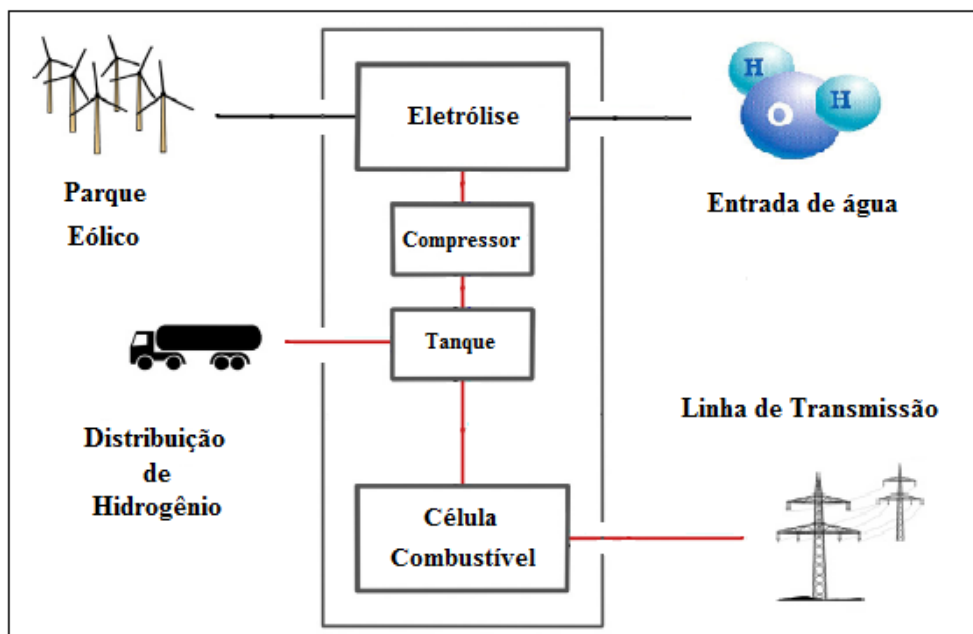 Eletrólise
H
H
O
Parque
Eólico
Entrada de água
Compressor
Tanque
Linha de Transmissão
Distribuição
de
Hidrogênio
Célula
Combustível